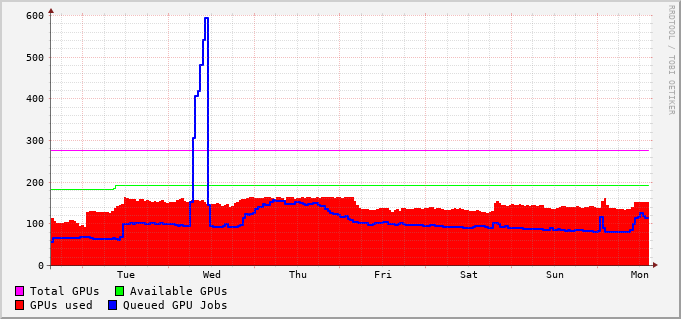 600
500
400
300
200
100
0
Tue Wed Thu Fri Sat Sun Mon
Total GPUs Available GPUs
GPUs used Queued GPU Jobs
RRDTOOL / TOBI OETIKER